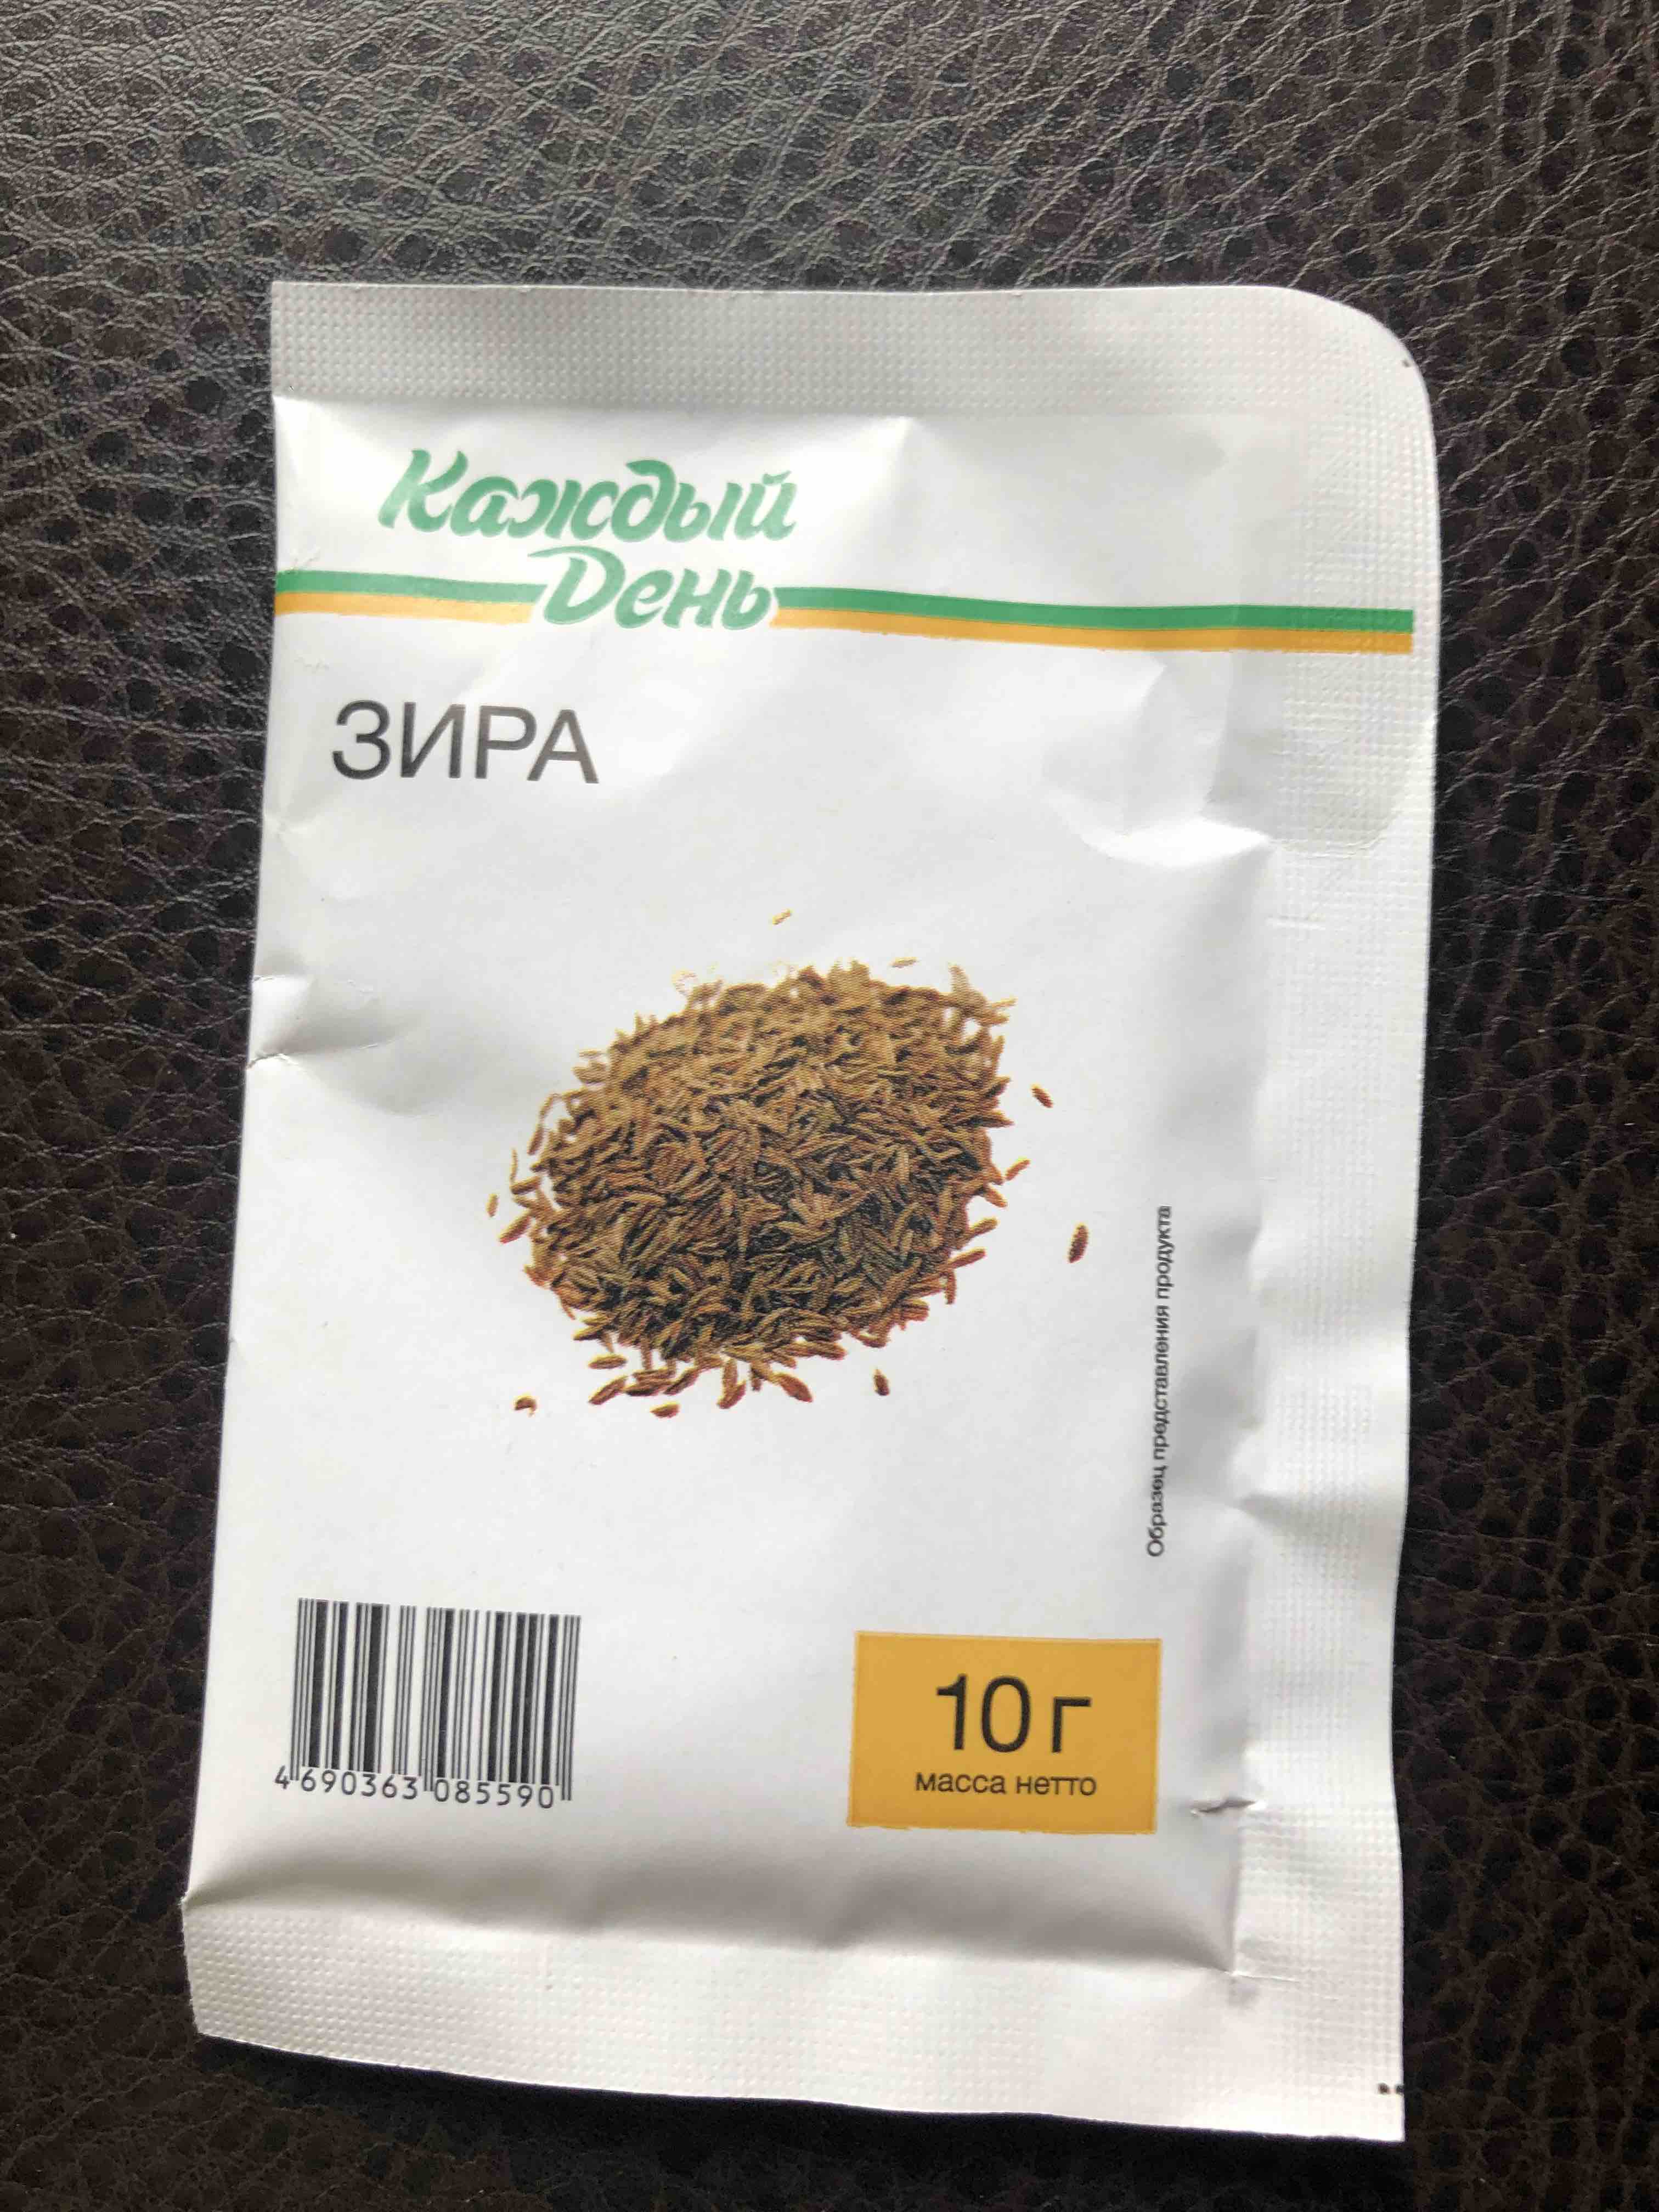 Каждый
День
ЗИРА
Образец представления продукта
4 690363 085590
10 г
масса нетто